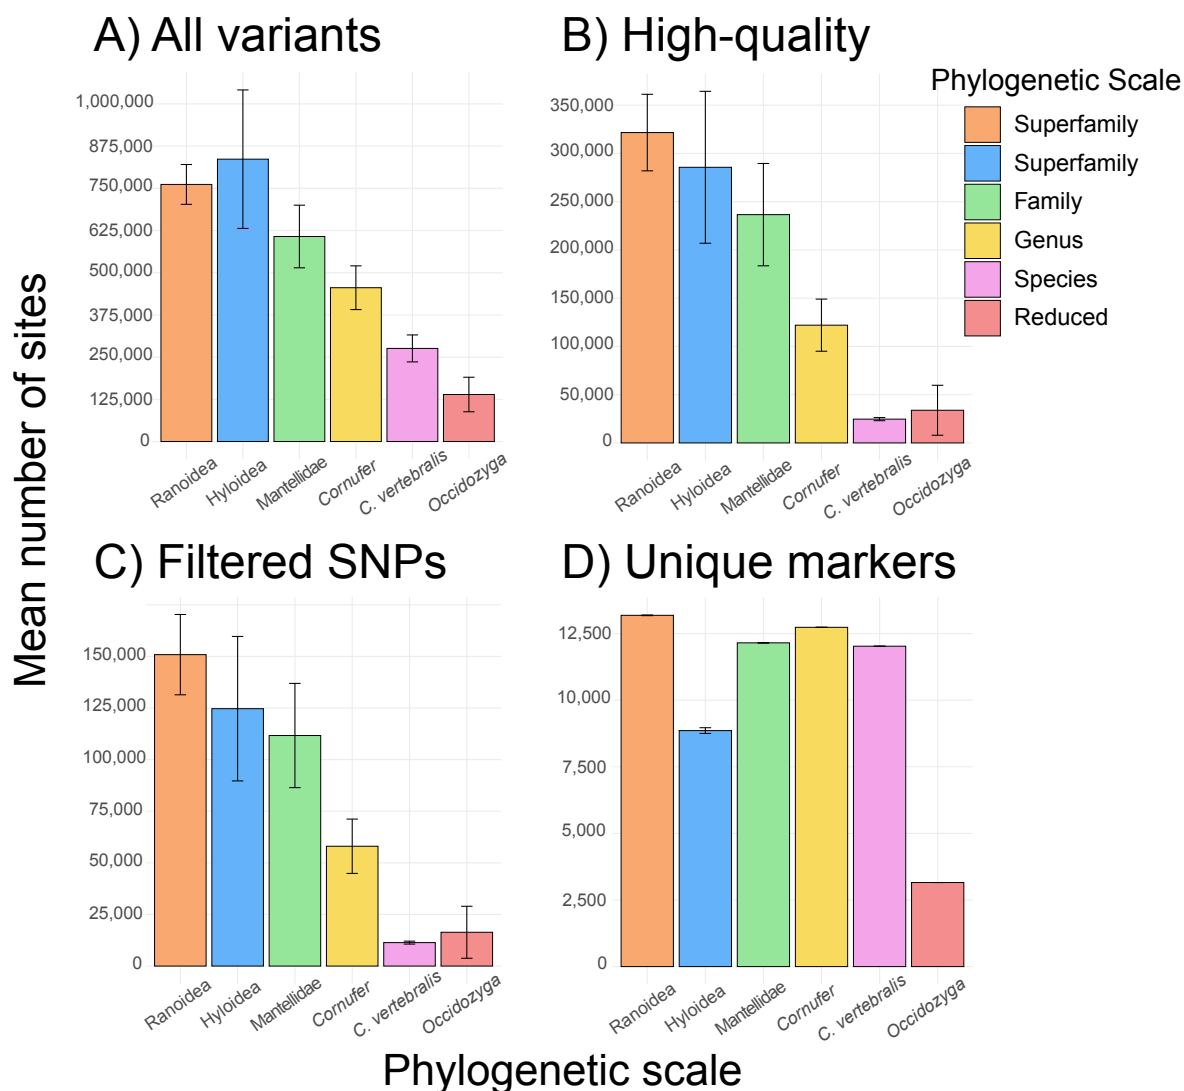 A) All variants
1,000,000
875,000
750,000
625,000
500,000
375,000
250,000
125,000
0
Ranoidea
Hyloidea
Mantellidae
Cornufer
C. vertebralis
Occidozyga
B) High-quality
350,000
300,000
250,000
200,000
150,000
100,000
50,000
0
Ranoidea
Hyloidea
Mantellidae
Cornufer
C. vertebralis
Occidozyga
Phylogenetic Scale
Superfamily
Superfamily
Family
Genus
Species
Reduced
Mean number of sites
C) Filtered SNPs
150,000
125,000
100,000
75,000
50,000
25,000
0
Ranoidea
Hyloidea
Mantellidae
Cornufer
C. vertebralis
Occidozyga
D) Unique markers
12,500
10,000
7,500
5,000
2,500
0
Ranoidea
Hyloidea
Mantellidae
Cornufer
C. vertebralis
Occidozyga
Phylogenetic scale